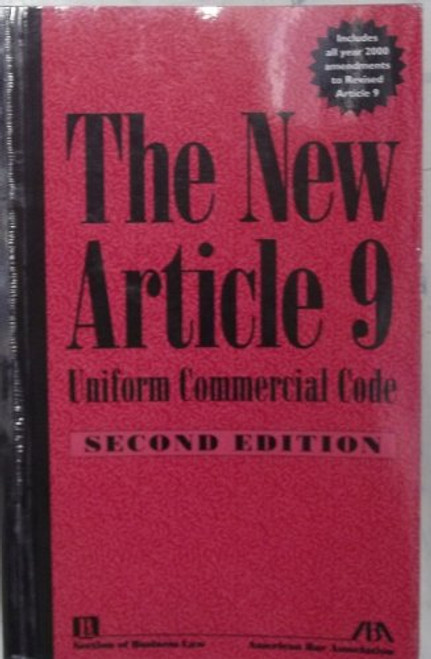 Includes
all year 2000
amendments
to Revised
Article 9
The New
Article 9
Uniform Commercial Code
SECOND EDITION
B ABA
Section of Business Law American Bar Association